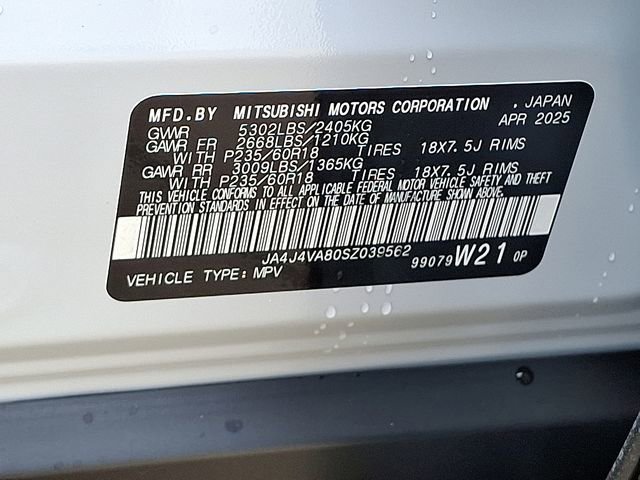 MFD.BY MITSUBISHI MOTORS CORPORATION . JAPAN
GWWR 5302LBS/2405KG APR 2025
GAWR FR 2668LBS/1210KG
WITH P235/60R18 TIRES 18X7.5J RIMS
GAWR RR 3009LBS/1365KG
WITH P235/60R18 TIRES 18X7.5J RIMS
THIS VEHICLE CONFORMS TO ALL APPLICABLE FEDERAL MOTOR VEHICLE SAFETY AND THEFT
PREVENTION STANDARDS IN EFFECT ON THE DATE OF MANUFACTURE SHOWN ABOVE.
JA4J4VA80SZ039562
VEHICLE TYPE: MPV 99079 W21 0P